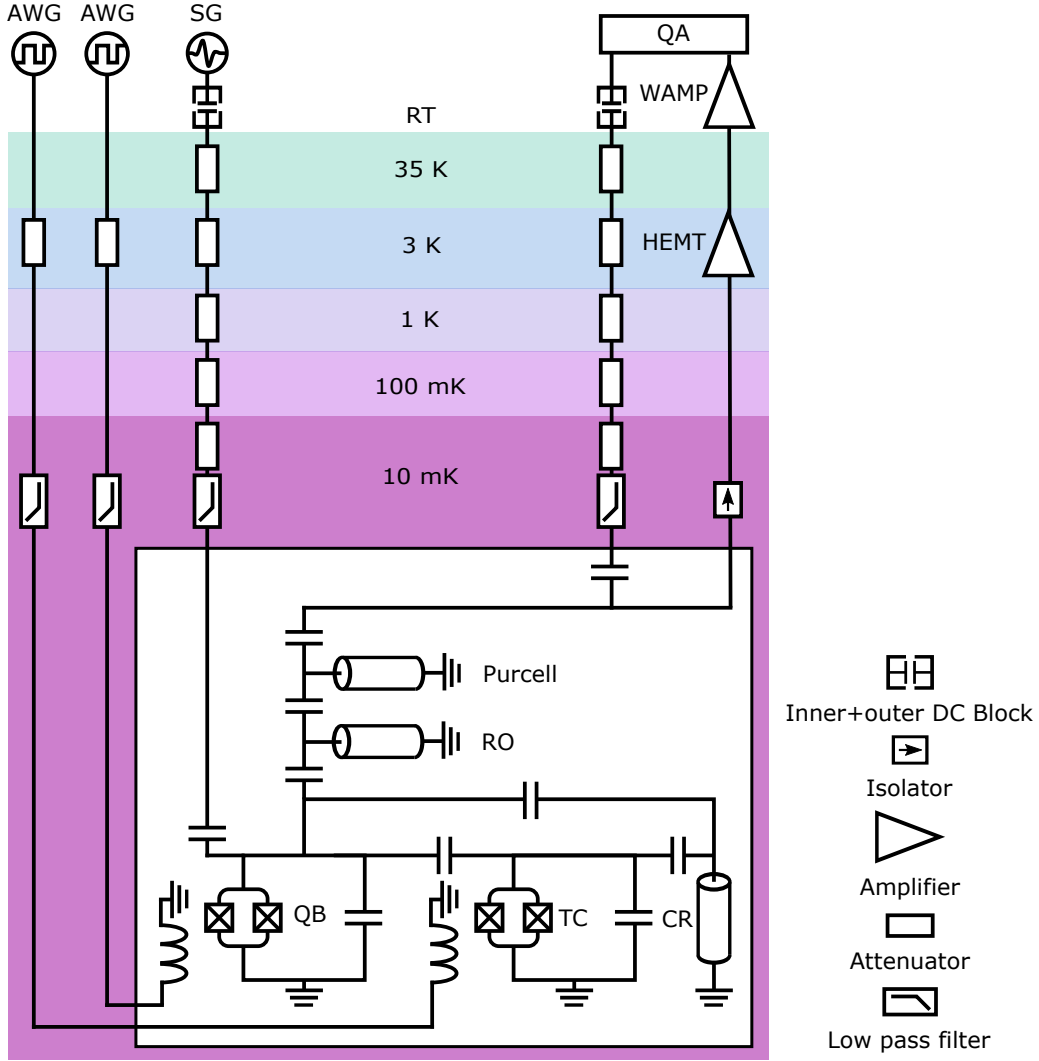 AWG AWG SG
QA
WAMP
RT
35 K
3 K
HEMT
1 K
100 mK
10 mK
Purcell
RO
QB
TC
CR
Inner+outer DC Block
Isolator
Amplifier
Attenuator
Low pass filter